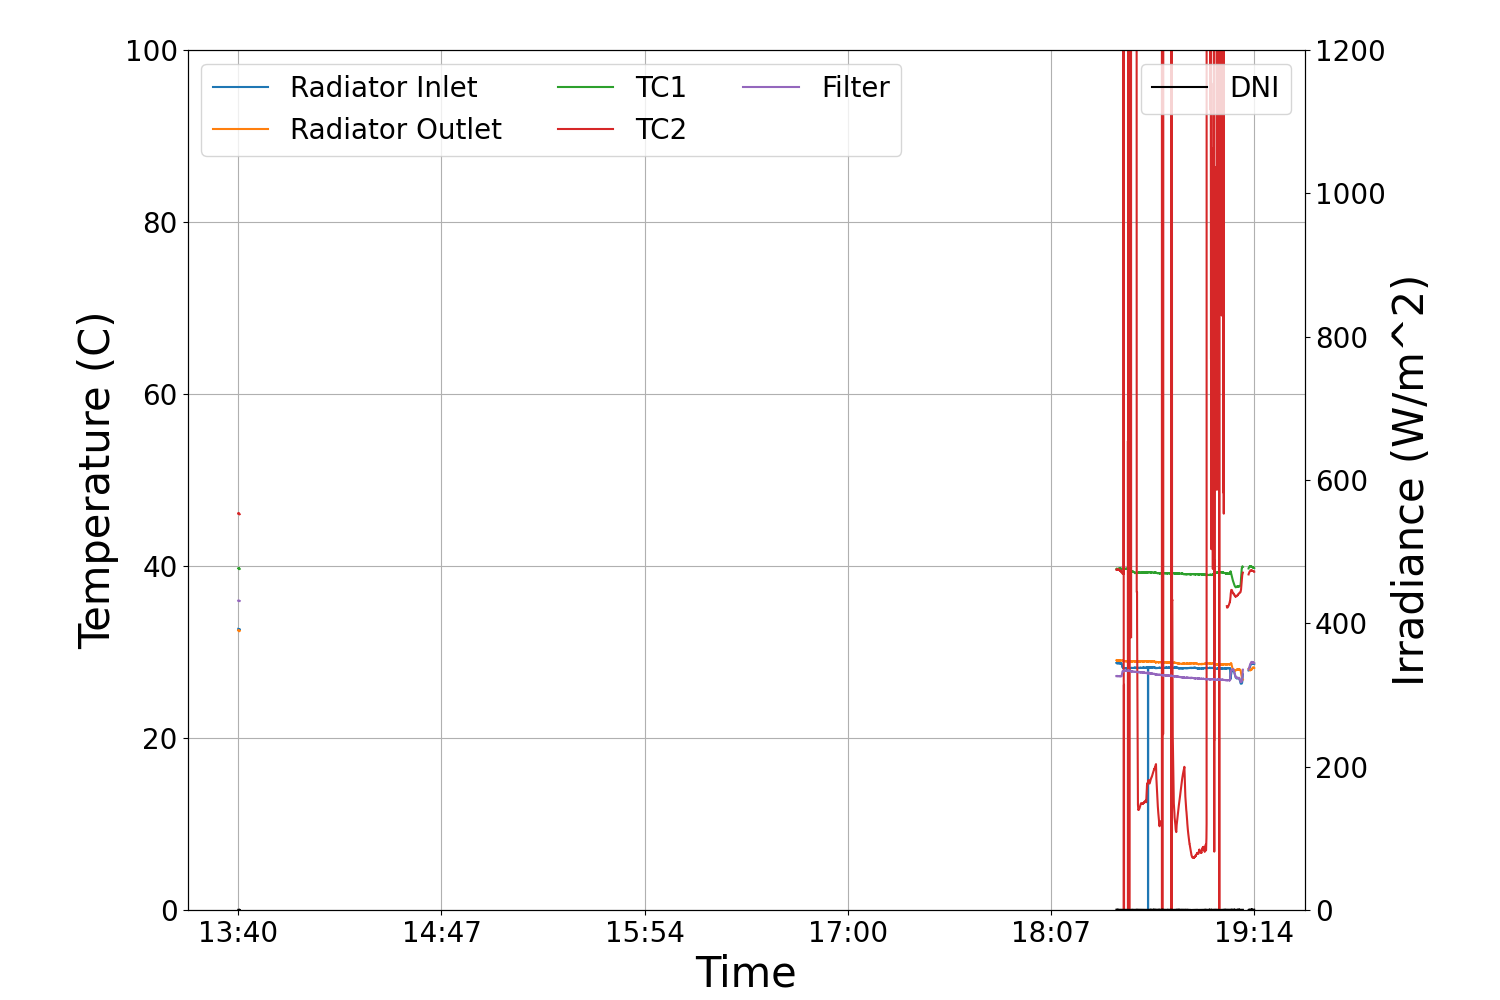 100
80
60
40
20
0
Temperature (C)
Radiator Inlet
Radiator Outlet
TC1
TC2
Filter
DNI
1200
1000
800
600
400
200
0
Irradiance (W/m^2)
13:40 14:47 15:54 17:00 18:07 19:14
Time